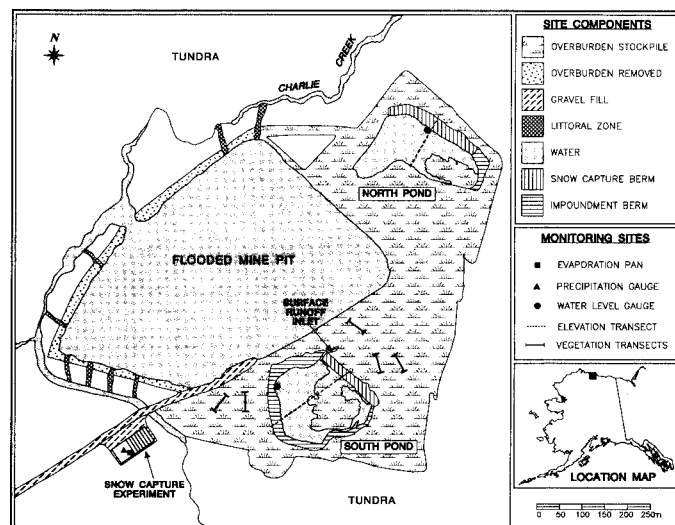 N
TUNDRA
CHARLIE
CREEK
NORTH POND
FLOODED MINE PIT
SURFACE
RUNOFF
INLET
SOUTH POND
SNOW CAPTURE
EXPERIMENT
TUNDRA
SITE COMPONENTS
OVERBURDEN STOCKPILE
OVERBURDEN REMOVED
GRAVEL FILL
LITTORAL ZONE
WATER
SNOW CAPTURE BERM
IMPOUNDMENT BERM
MONITORING SITES
EVAPORATION PAN
PRECIPITATION GAUGE
WATER LEVEL GAUGE
ELEVATION TRANSECT
VEGETATION TRANSECTS
LOCATION MAP
0 50 100 150 200 250m